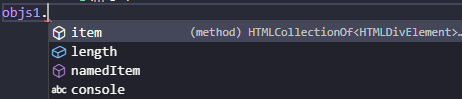 objs1.
item (method) HTMLCollectionOf<HTMLDivElement>…
length
namedItem
abc console